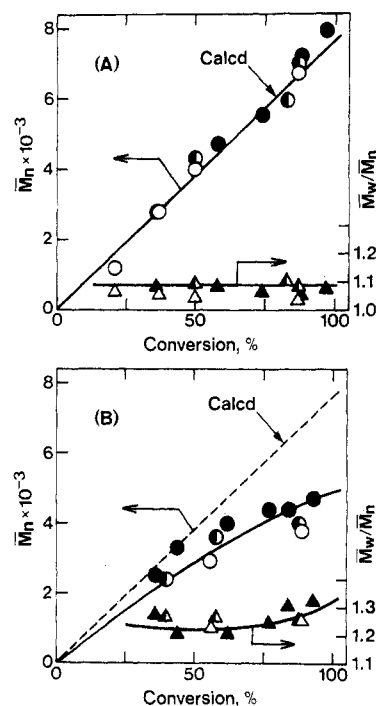 (A)
Calcd
8
6
4
2
0
M̅n × 10⁻³
1.2
1.1
1.0
M̅w/M̅n
0
50
100
Conversion, %
(B)
Calcd
8
6
4
2
0
M̅n × 10⁻³
1.3
1.2
1.1
M̅w/M̅n
0
50
100
Conversion, %